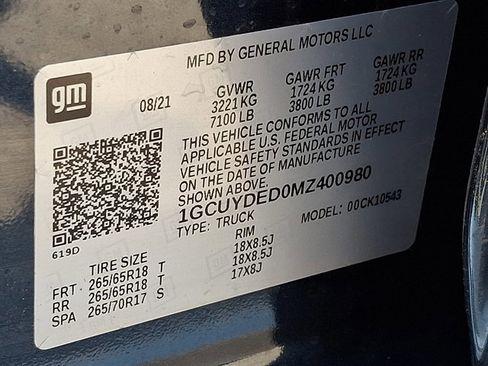 MFD BY GENERAL MOTORS LLC
gm
08/21
GVWR GAWR FRT GAWR RR
3221 KG 1724 KG 1724 KG
7100 LB 3800 LB 3800 LB
THIS VEHICLE CONFORMS TO ALL
APPLICABLE U.S. FEDERAL MOTOR
VEHICLE SAFETY STANDARDS IN EFFECT
ON THE DATE OF MANUFACTURE
SHOWN ABOVE.
1GCUYDED0MZ400980
TYPE: TRUCK MODEL: 00CK10543
619D
TIRE SIZE RIM
FRT 265/65R18 T 18X8.5J
RR 265/65R18 T 18X8.5J
SPA 265/70R17 S 17X8J